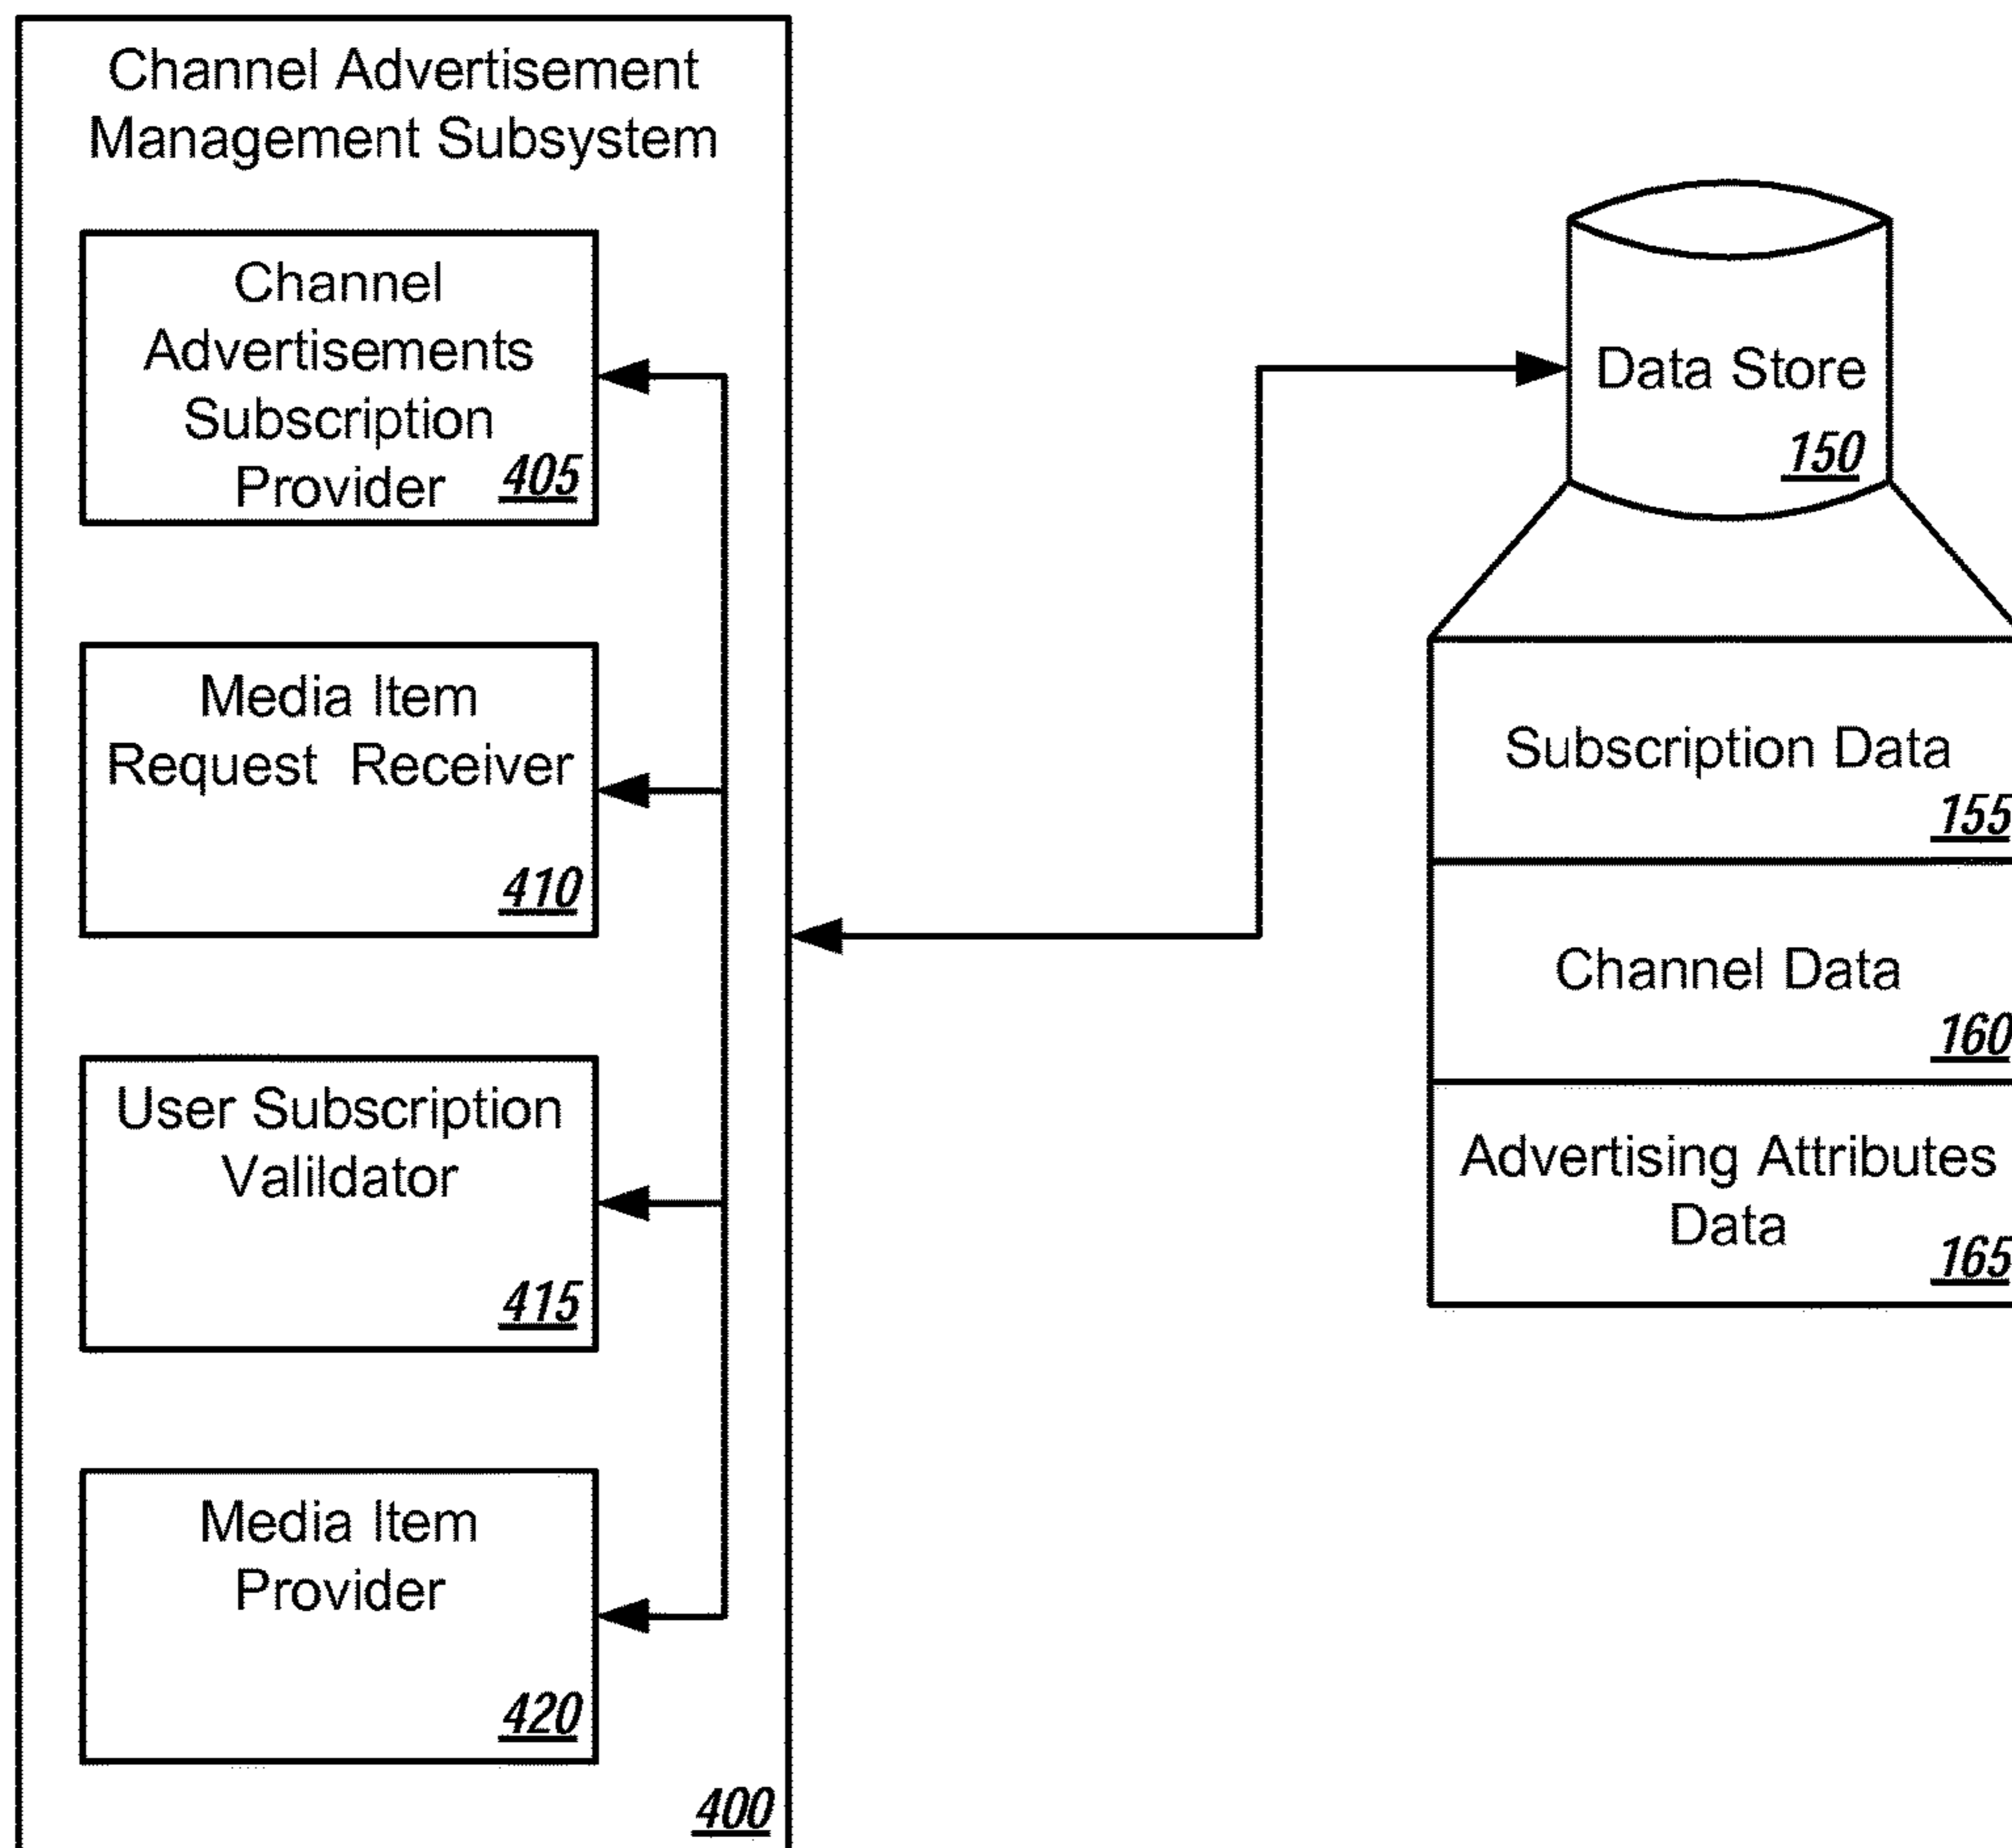 Channel Advertisement
Management Subsystem
Channel
Advertisements
Subscription
Provider
405
Media Item
Request Receiver
410
User Subscription
Valildator
415
Media Item
Provider
420
400
Data Store
150
Subscription Data
155
Channel Data
160
Advertising Attributes
Data
165